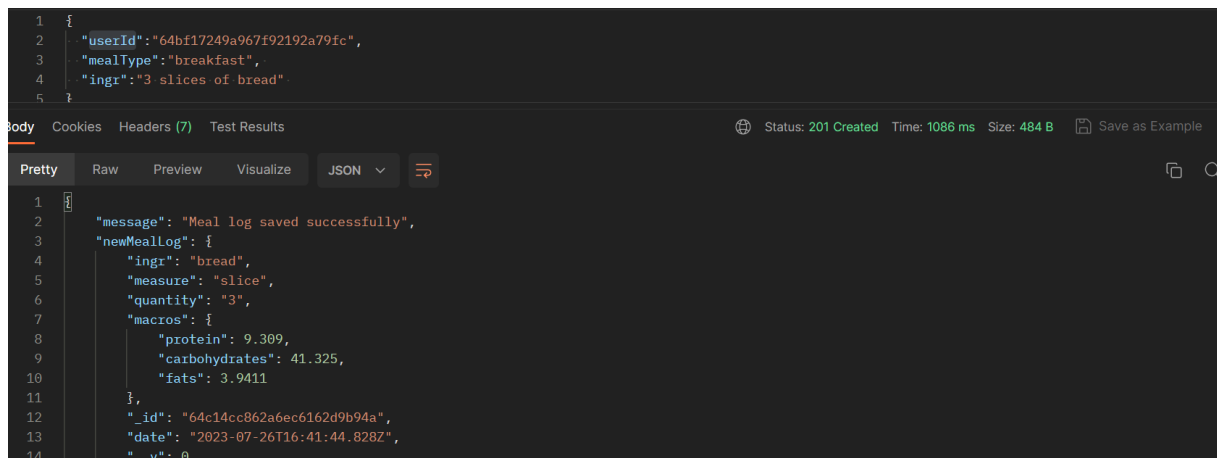 1 {
2 "userId":"64bf17249a967f92192a79fc",
3 "mealType":"breakfast",
4 "ingr":"3 slices of bread"
5 }
Body Cookies Headers (7) Test Results Status: 201 Created Time: 1086 ms Size: 484 B Save as Example
Pretty Raw Preview Visualize JSON
1 {
2 "message": "Meal log saved successfully",
3 "newMealLog": {
4 "ingr": "bread",
5 "measure": "slice",
6 "quantity": "3",
7 "macros": {
8 "protein": 9.309,
9 "carbohydrates": 41.325,
10 "fats": 3.9411
11 },
12 "_id": "64c14cc862a6ec6162d9b94a",
13 "date": "2023-07-26T16:41:44.828Z",
14 "__v": 0